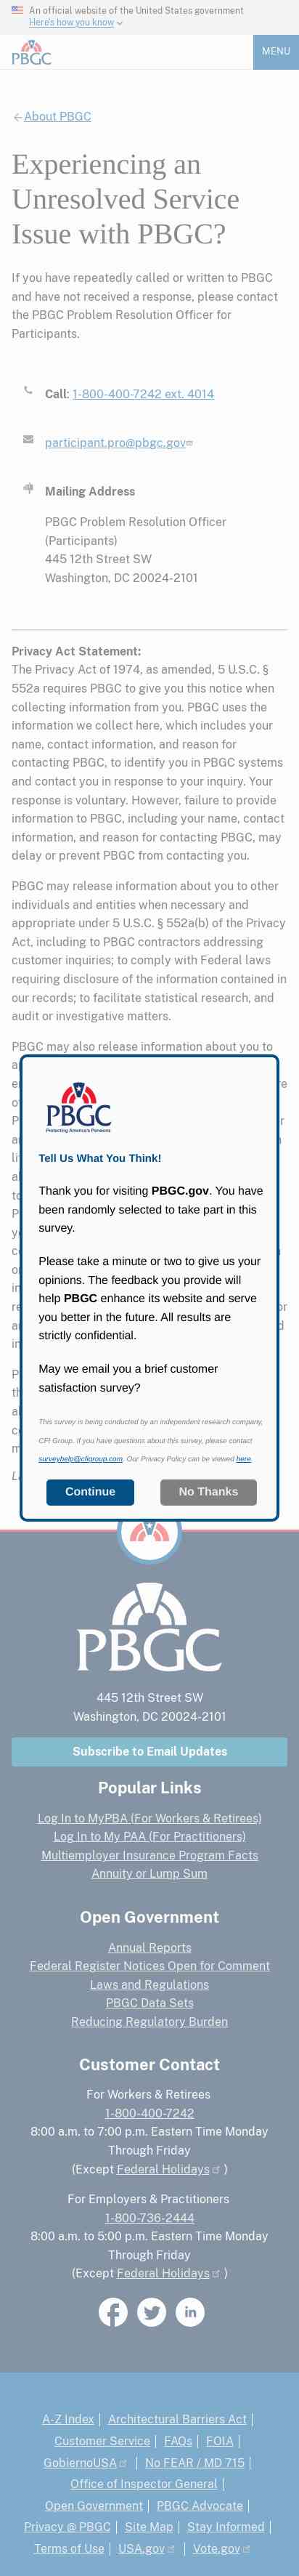 An official website of the United States government
Here's how you know
PBGC
MENU
About PBGC
Experiencing an
Unresolved Service
Issue with PBGC?
If you have repeatedly called or written to PBGC
and have not received a response, please contact
the PBGC Problem Resolution Officer for
Participants.
Call: 1-800-400-7242 ext. 4014
participant.pro@pbgc.gov
Mailing Address
PBGC Problem Resolution Officer
(Participants)
445 12th Street SW
Washington, DC 20024-2101
Privacy Act Statement:
The Privacy Act of 1974, as amended, 5 U.S.C. §
552a requires PBGC to give you this notice when
collecting information from you. PBGC uses the
information we collect here, which includes your
name, contact information, and reason for
contacting PBGC, to identify you in PBGC systems
and contact you in response to your inquiry. Your
response is voluntary. However, failure to provide
information to PBGC, including your name, contact
information, and reason for contacting PBGC, may
delay or prevent PBGC from contacting you.
PBGC may release information about you to other
individuals and entities when necessary and
appropriate under 5 U.S.C. § 552a(b) of the Privacy
Act, including to PBGC contractors addressing
customer inquiries; to comply with Federal laws
requiring disclosure of the information contained in
our records; to facilitate statistical research, and
audit or investigative matters.
PBGC may also release information about you to
PBGC
Protecting America's Pensions
Tell Us What You Think!
Thank you for visiting PBGC.gov. You have
been randomly selected to take part in this
survey.
Please take a minute or two to give us your
opinions. The feedback you provide will
help PBGC enhance its website and serve
you better in the future. All results are
strictly confidential.
May we email you a brief customer
satisfaction survey?
This survey is being conducted by an independent research company,
CFI Group. If you have questions about this survey, please contact
surveyhelp@cfigroup.com. Our Privacy Policy can be viewed here.
Continue
No Thanks
PBGC
445 12th Street SW
Washington, DC 20024-2101
Subscribe to Email Updates
Popular Links
Log In to MyPBA (For Workers & Retirees)
Log In to My PAA (For Practitioners)
Multiemployer Insurance Program Facts
Annuity or Lump Sum
Open Government
Annual Reports
Federal Register Notices Open for Comment
Laws and Regulations
PBGC Data Sets
Reducing Regulatory Burden
Customer Contact
For Workers & Retirees
1-800-400-7242
8:00 a.m. to 7:00 p.m. Eastern Time Monday
Through Friday
(Except Federal Holidays )
For Employers & Practitioners
1-800-736-2444
8:00 a.m. to 5:00 p.m. Eastern Time Monday
Through Friday
(Except Federal Holidays )
A-Z Index | Architectural Barriers Act |
Customer Service | FAQs | FOIA |
GobiernoUSA | No FEAR / MD 715 |
Office of Inspector General |
Open Government | PBGC Advocate |
Privacy @ PBGC | Site Map | Stay Informed |
Terms of Use | USA.gov | Vote.gov